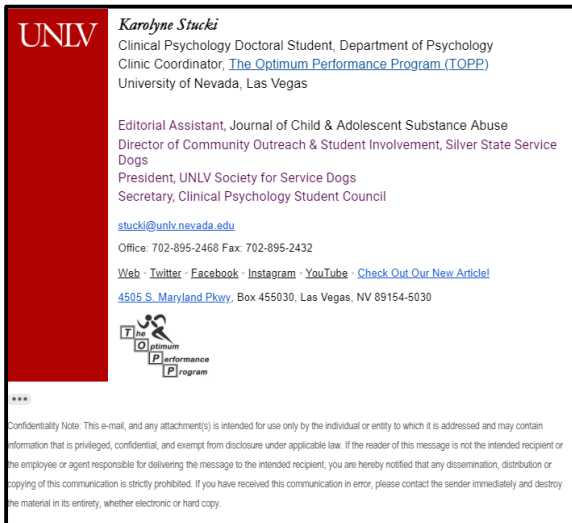 UNLV
Karolyne Stucki
Clinical Psychology Doctoral Student, Department of Psychology
Clinic Coordinator, The Optimum Performance Program (TOPP)
University of Nevada, Las Vegas
Editorial Assistant, Journal of Child & Adolescent Substance Abuse
Director of Community Outreach & Student Involvement, Silver State Service
Dogs
President, UNLV Society for Service Dogs
Secretary, Clinical Psychology Student Council
stucki@unlv.nevada.edu
Office: 702-895-2468 Fax: 702-895-2432
Web - Twitter - Facebook - Instagram - YouTube - Check Out Our New Article!
4505 S. Maryland Pkwy, Box 455030, Las Vegas, NV 89154-5030
The
Optimum
Performance
Program
Confidentiality Note: This e-mail, and any attachment(s) is intended for use only by the individual or entity to which it is addressed and may contain
information that is privileged, confidential, and exempt from disclosure under applicable law. If the reader of this message is not the intended recipient or
the employee or agent responsible for delivering the message to the intended recipient, you are hereby notified that any dissemination, distribution or
copying of this communication is strictly prohibited. If you have received this communication in error, please contact the sender immediately and destroy
the material in its entirety, whether electronic or hard copy.